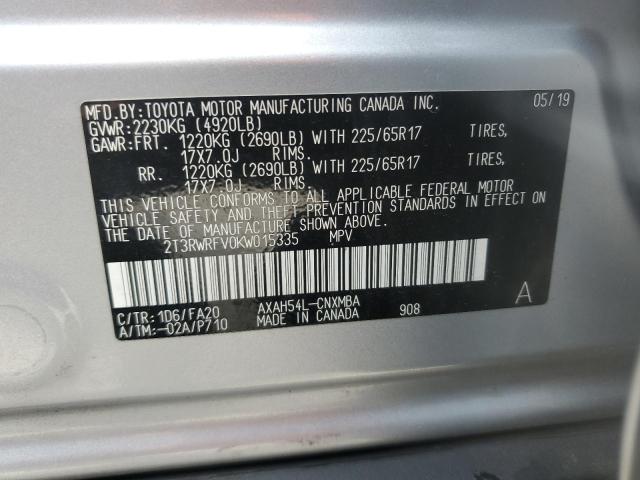 MFD.BY:TOYOTA MOTOR MANUFACTURING CANADA INC. 05/19
GVWR:2230KG (4920LB)
GAWR:FRT. 1220KG (2690LB) WITH 225/65R17 TIRES,
17X7.0J RIMS.
RR. 1220KG (2690LB) WITH 225/65R17 TIRES,
17X7.0J RIMS.
THIS VEHICLE CONFORMS TO ALL APPLICABLE FEDERAL MOTOR
VEHICLE SAFETY AND THEFT PREVENTION STANDARDS IN EFFECT ON
THE DATE OF MANUFACTURE SHOWN ABOVE.
2T3RWRFV0KW015335 MPV
C/TR:1D6/FA20 AXAH54L-CNXMBA 908 A
A/TM:-02A/P710 MADE IN CANADA